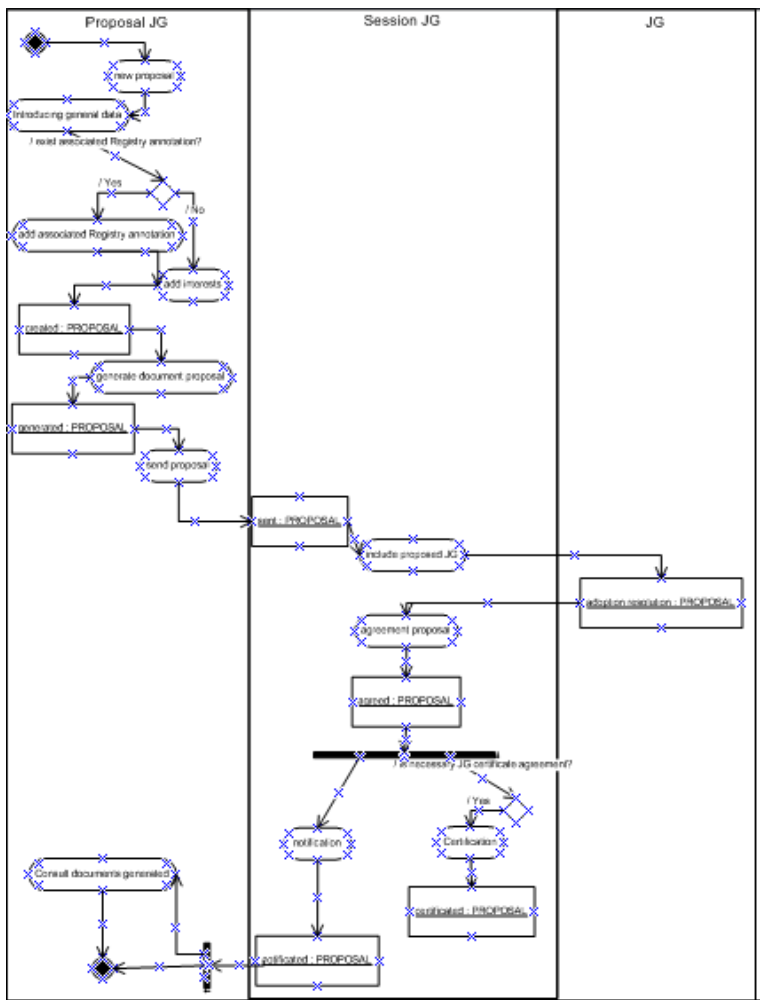 Proposal JG
Session JG
JG
new proposal
Introducing general data
/ exist associated Registry annotation?
/ Yes
/ No
add associated Registry annotation
add interests
created : PROPOSAL
generate document proposal
generated : PROPOSAL
send proposal
sent : PROPOSAL
include proposed JG
: PROPOSAL
agreement proposal
agreed : PROPOSAL
/ is necessary JG certificate agreement?
/ Yes
notification
Certification
Consult documents generated
certificated : PROPOSAL
notificated : PROPOSAL